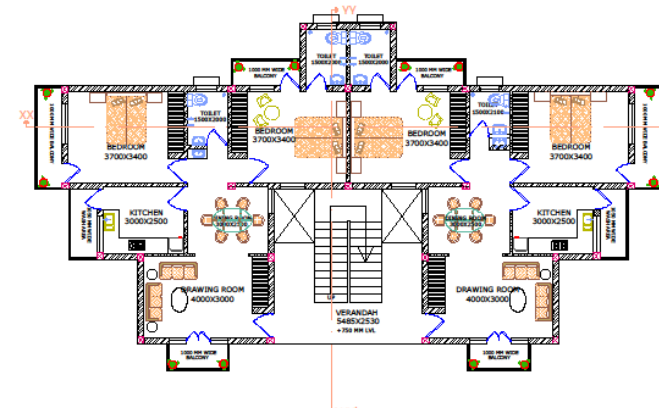 YY
TOILET
1500X2000
TOILET
1500X2000
1000 MM WIDE
BALCONY
1000 MM WIDE
BALCONY
XX
TOILET
1500X2000
TOILET
1500X2100
BEDROOM
3700X3400
BEDROOM
3700X3400
BEDROOM
3700X3400
BEDROOM
3700X3400
KITCHEN
3000X2500
DINING ROOM
DINING ROOM
KITCHEN
3000X2500
DRAWING ROOM
4000X3000
UP
VERANDAH
5485X2530
+750 MM LVL
DRAWING ROOM
4000X3000
1000 MM WIDE
BALCONY
1000 MM WIDE
BALCONY